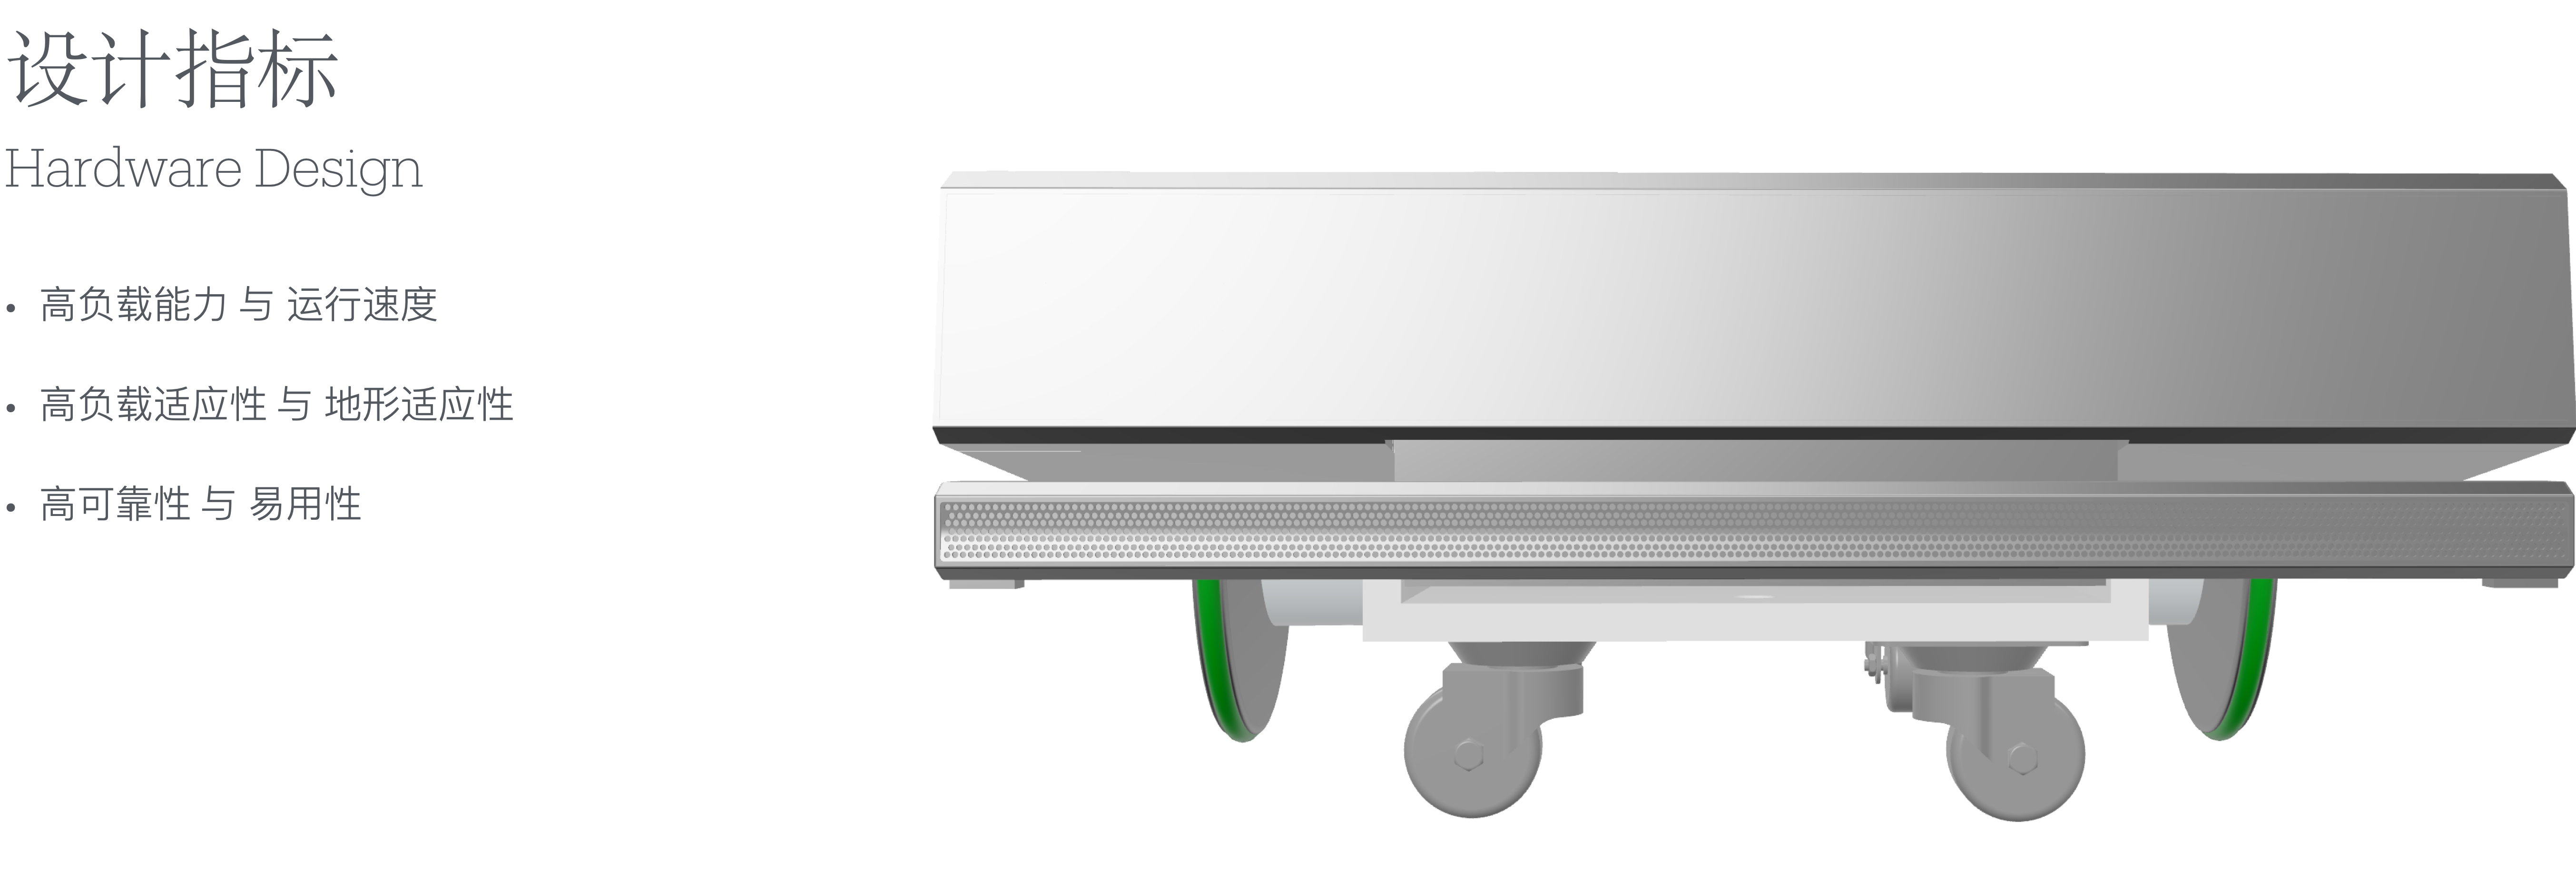 设计指标
Hardware Design
• 高负载能力 与 运行速度
• 高负载适应性 与 地形适应性
• 高可靠性 与 易用性